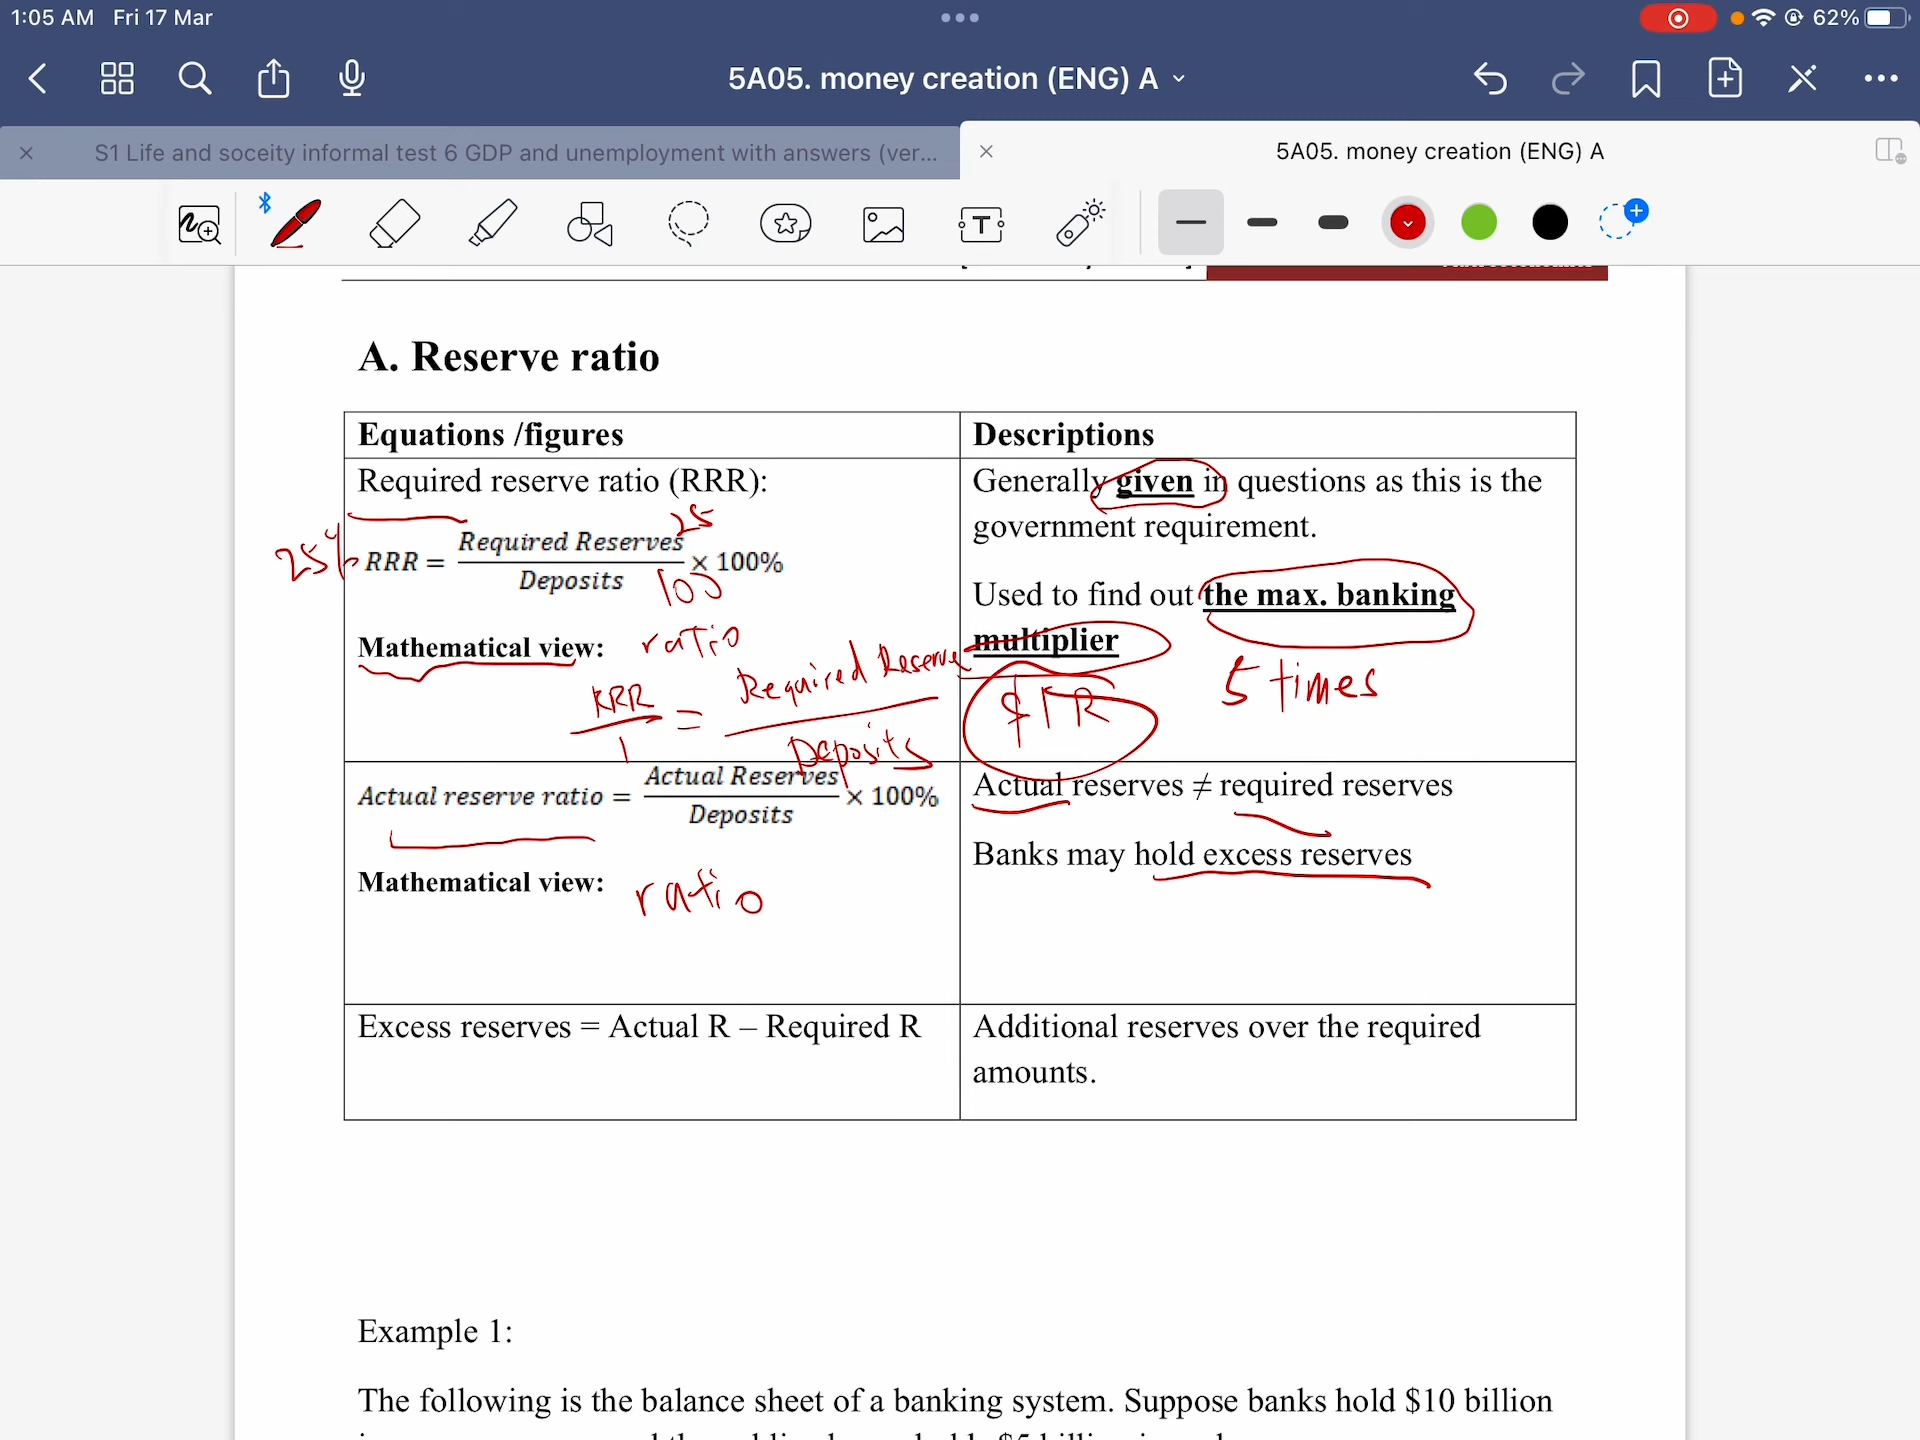 1:05 AM Fri 17 Mar
62%
5A05. money creation (ENG) A
S1 Life and soceity informal test 6 GDP and unemployment with answers (ver...
5A05. money creation (ENG) A
A. Reserve ratio
Equations /figures
Descriptions
Required reserve ratio (RRR):
25% RRR = Required Reserves / Deposits × 100%
25
100
Mathematical view: ratio
RRR / 1 = Required Reserve / Deposits
Generally given in questions as this is the
government requirement.
Used to find out the max. banking
multiplier
5 times
Actual reserve ratio = Actual Reserves / Deposits × 100%
Mathematical view: ratio
Actual reserves ≠ required reserves
Banks may hold excess reserves
Excess reserves = Actual R – Required R
Additional reserves over the required
amounts.
Example 1:
The following is the balance sheet of a banking system. Suppose banks hold $10 billion